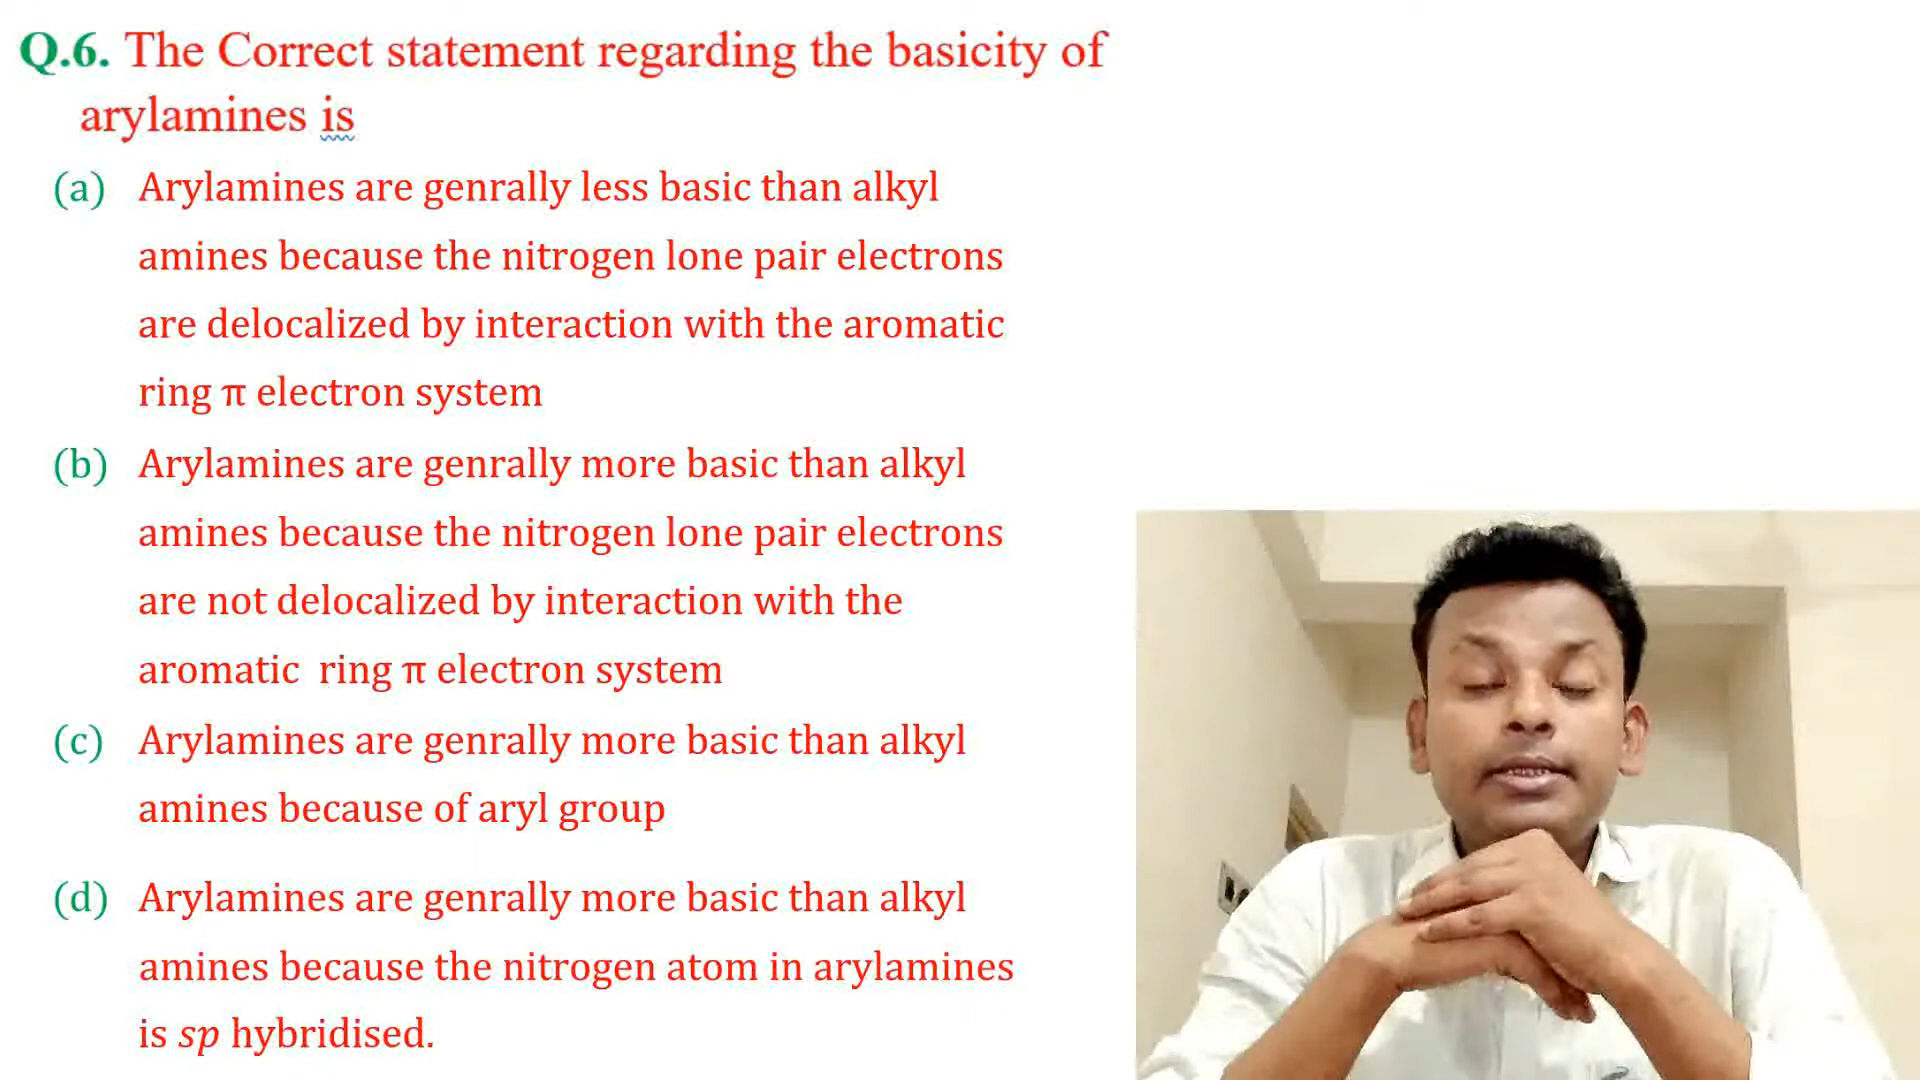 Q.6. The Correct statement regarding the basicity of
arylamines is
(a) Arylamines are genrally less basic than alkyl
amines because the nitrogen lone pair electrons
are delocalized by interaction with the aromatic
ring π electron system
(b) Arylamines are genrally more basic than alkyl
amines because the nitrogen lone pair electrons
are not delocalized by interaction with the
aromatic ring π electron system
(c) Arylamines are genrally more basic than alkyl
amines because of aryl group
(d) Arylamines are genrally more basic than alkyl
amines because the nitrogen atom in arylamines
is sp hybridised.